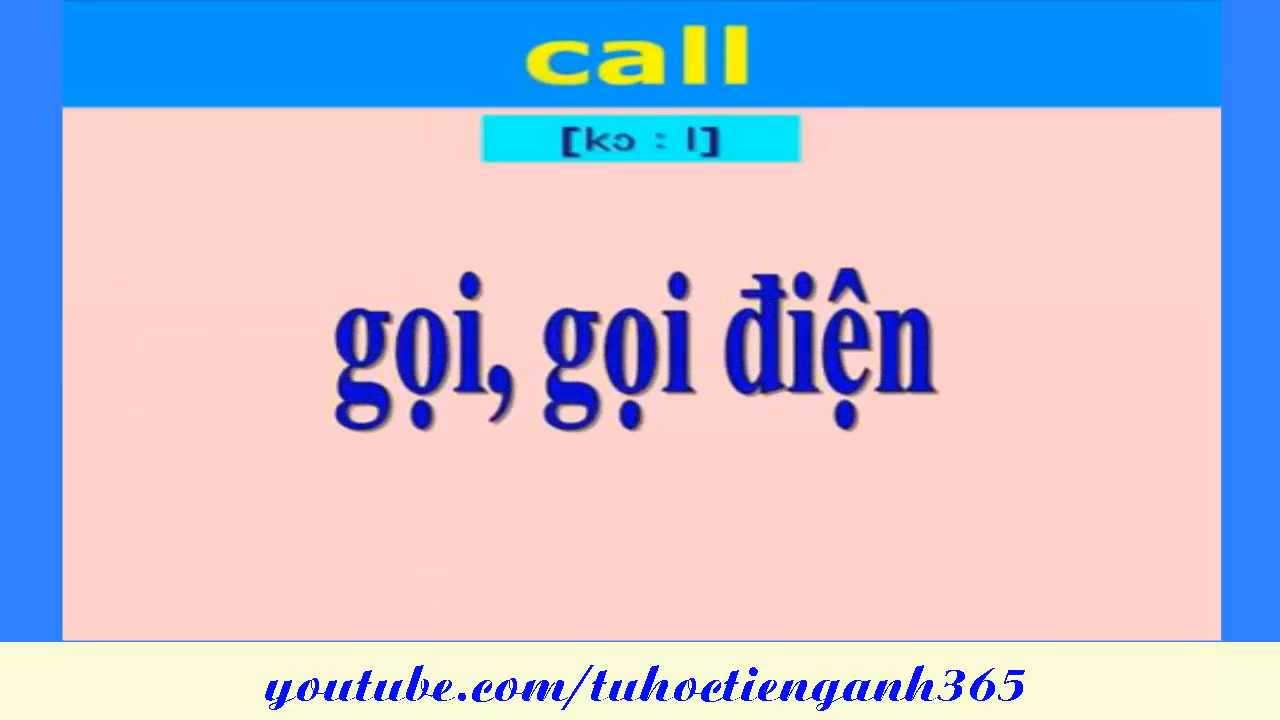 call
[kɔ : l]
gọi, gọi điện
youtube.com/tuhoctienganh365